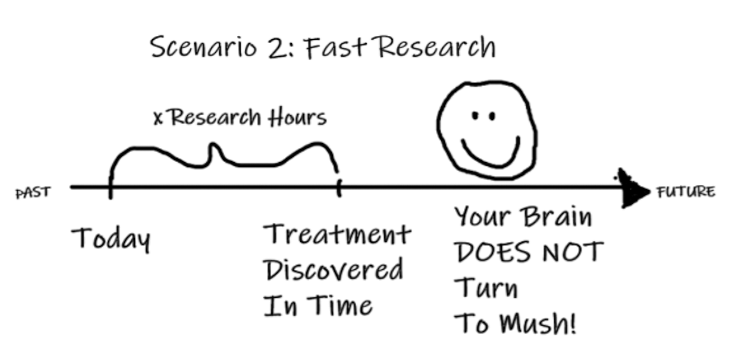 Scenario 2: Fast Research
x Research Hours
PAST
FUTURE
Today
Treatment
Discovered
In Time
Your Brain
DOES NOT
Turn
To Mush!